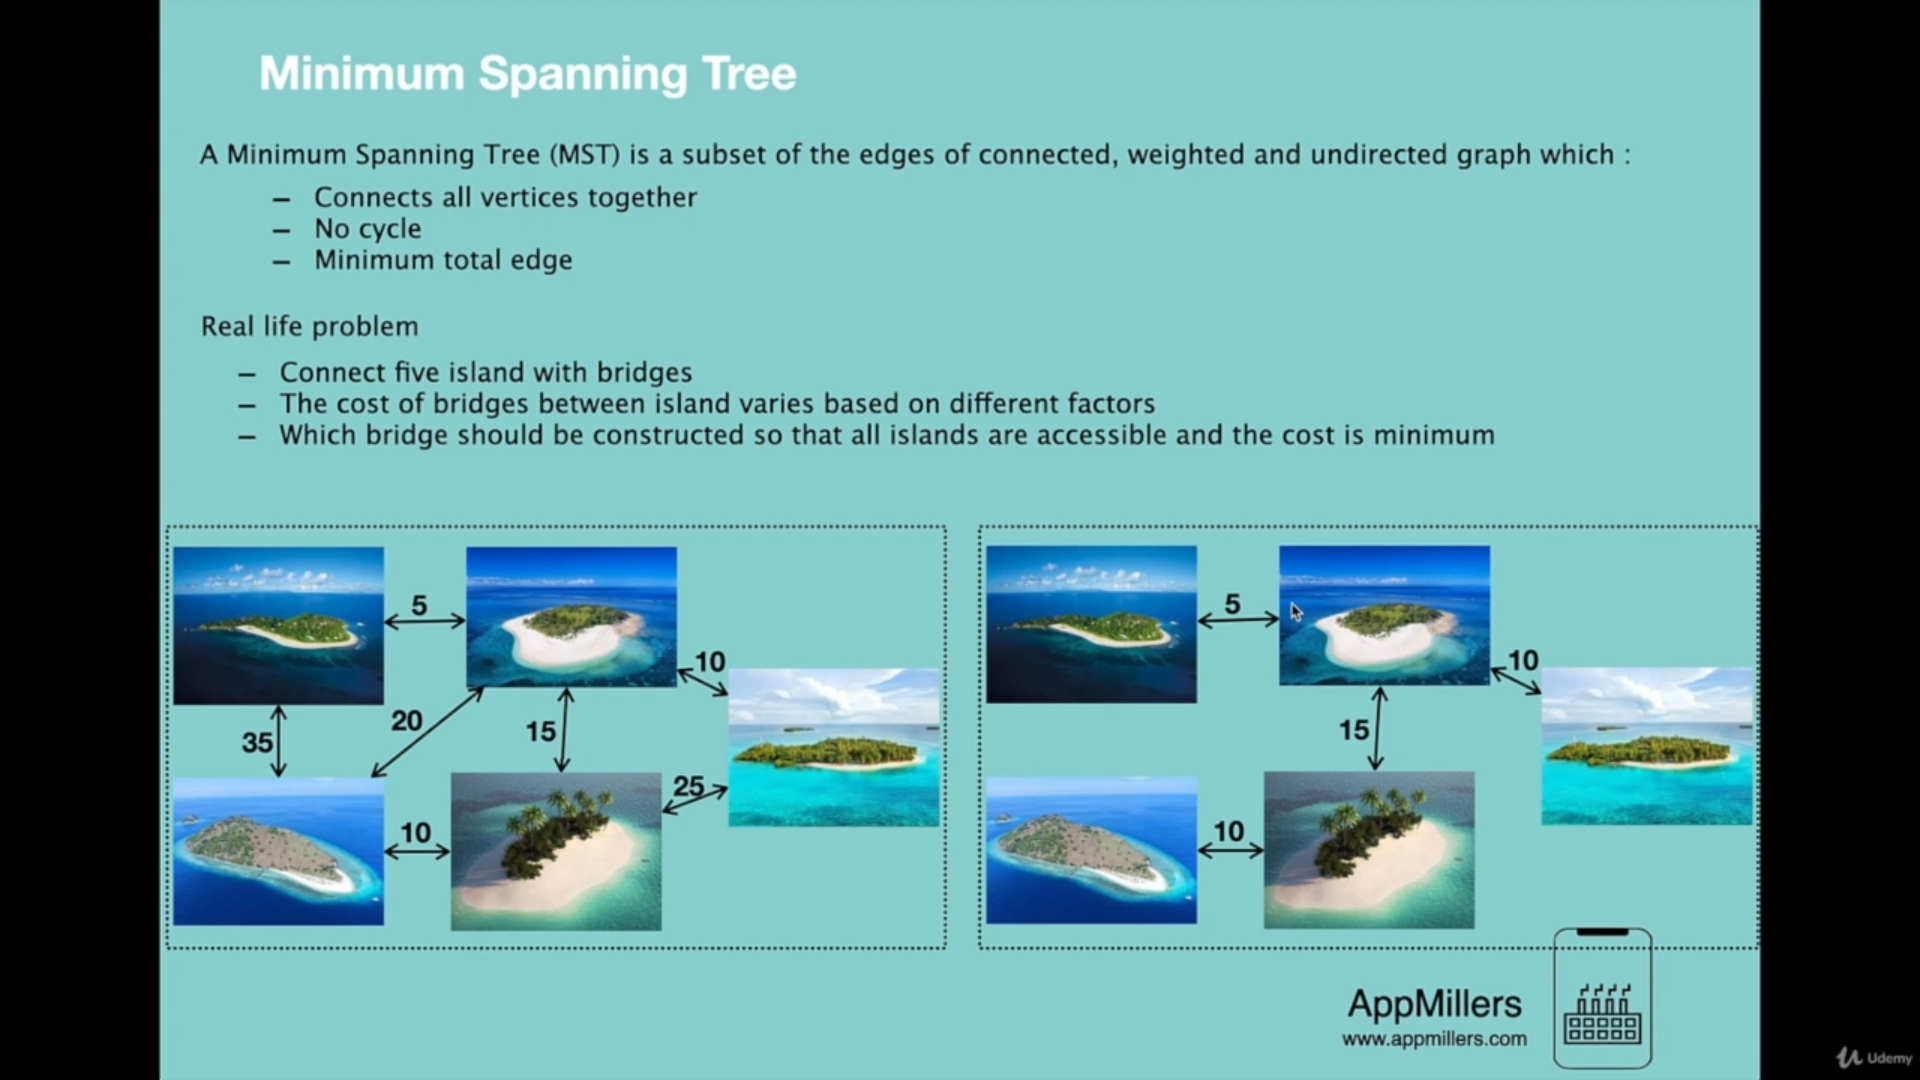 Minimum Spanning Tree
A Minimum Spanning Tree (MST) is a subset of the edges of connected, weighted and undirected graph which :
– Connects all vertices together
– No cycle
– Minimum total edge
Real life problem
– Connect five island with bridges
– The cost of bridges between island varies based on different factors
– Which bridge should be constructed so that all islands are accessible and the cost is minimum
5
10
20
15
35
25
10
5
10
15
10
AppMillers
www.appmillers.com
Udemy